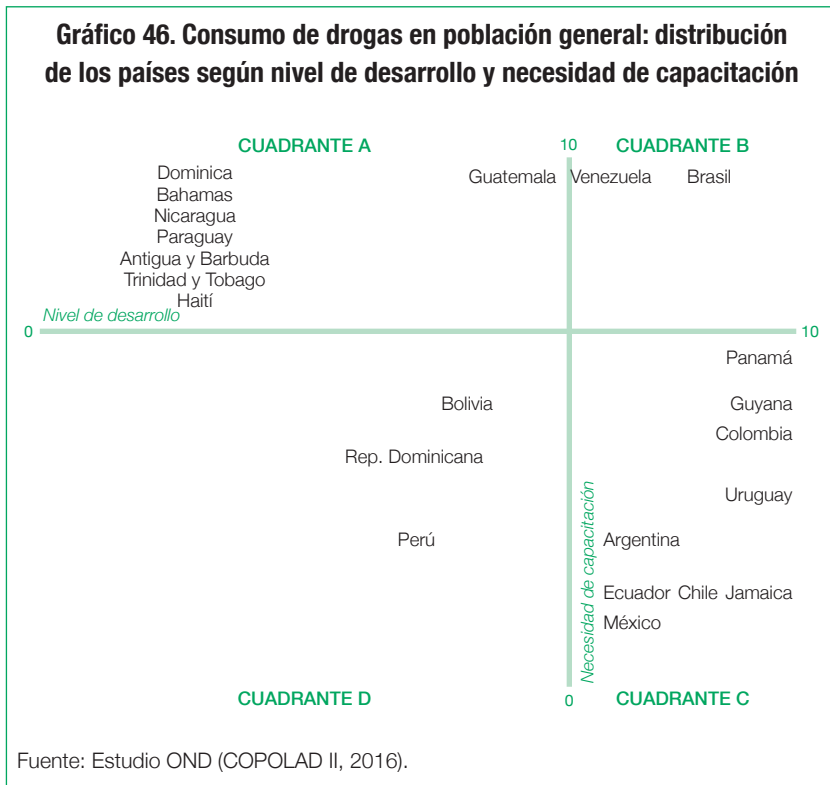 Gráfico 46. Consumo de drogas en población general: distribución
de los países según nivel de desarrollo y necesidad de capacitación
CUADRANTE A
10
CUADRANTE B
Dominica
Guatemala
Venezuela
Brasil
Bahamas
Nicaragua
Paraguay
Antigua y Barbuda
Trinidad y Tobago
Haití
Nivel de desarrollo
0
10
Panamá
Bolivia
Guyana
Colombia
Rep. Dominicana
Necesidad de capacitación
Uruguay
Perú
Argentina
Ecuador Chile Jamaica
México
CUADRANTE D
0
CUADRANTE C
Fuente: Estudio OND (COPOLAD II, 2016).